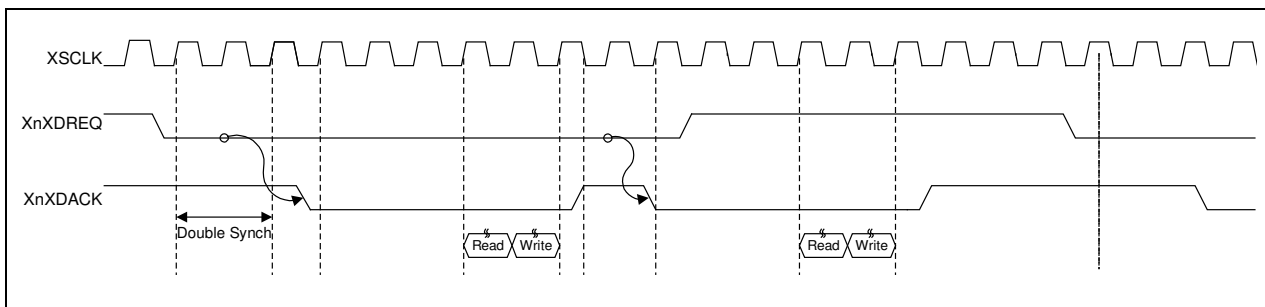 XSCLK
XnXDREQ
XnXDACK
Double Synch
Read Write Read Write